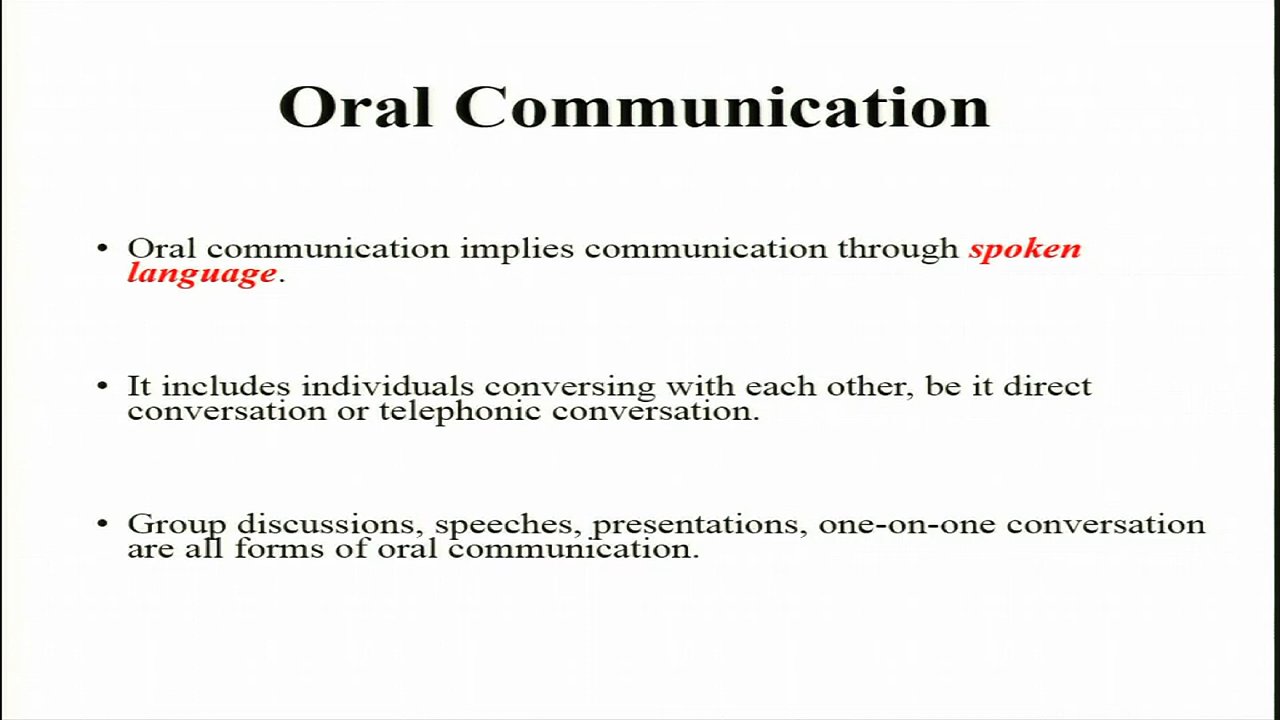 Oral Communication
• Oral communication implies communication through spoken
language.
• It includes individuals conversing with each other, be it direct
conversation or telephonic conversation.
• Group discussions, speeches, presentations, one-on-one conversation
are all forms of oral communication.